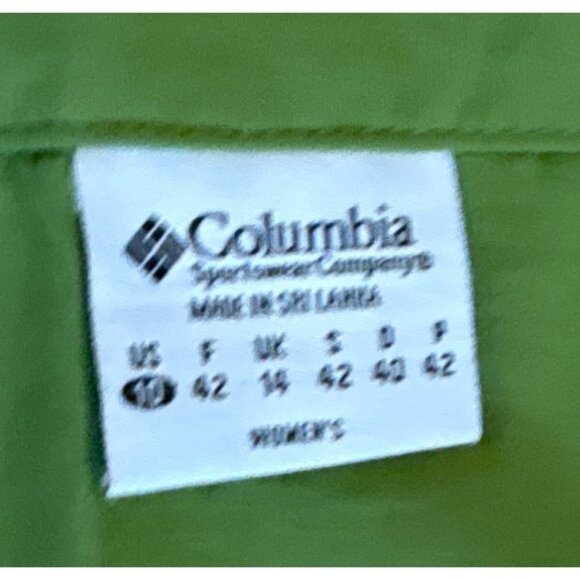 Columbia
Sportswear Company®
MADE IN SRI LANKA
US F UK S D P
10 42 14 42 40 42
WOMEN'S